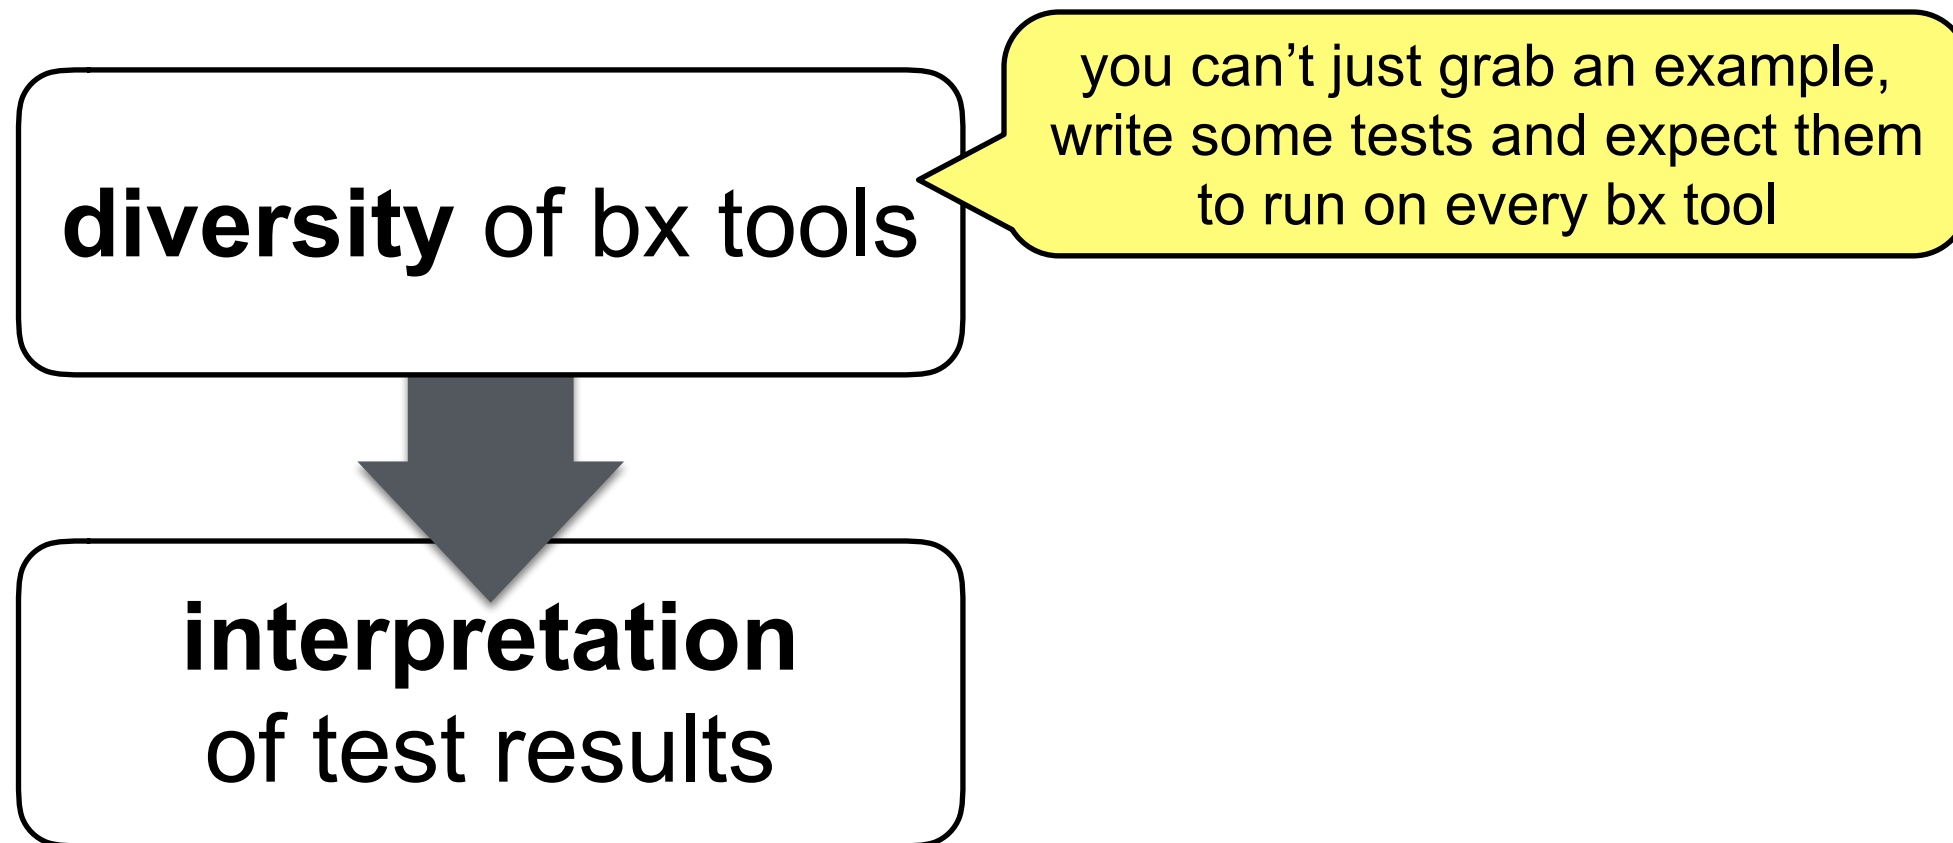 diversity of bx tools
you can’t just grab an example,
write some tests and expect them
to run on every bx tool
interpretation
of test results